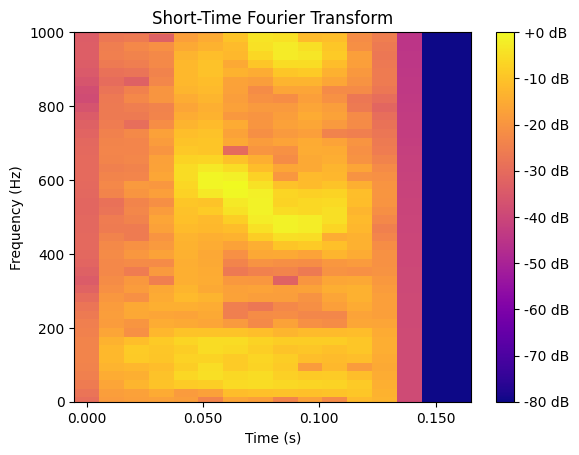 Short-Time Fourier Transform
1000
800
600
400
200
0
Frequency (Hz)
0.000
0.050
0.100
0.150
Time (s)
+0 dB
-10 dB
-20 dB
-30 dB
-40 dB
-50 dB
-60 dB
-70 dB
-80 dB